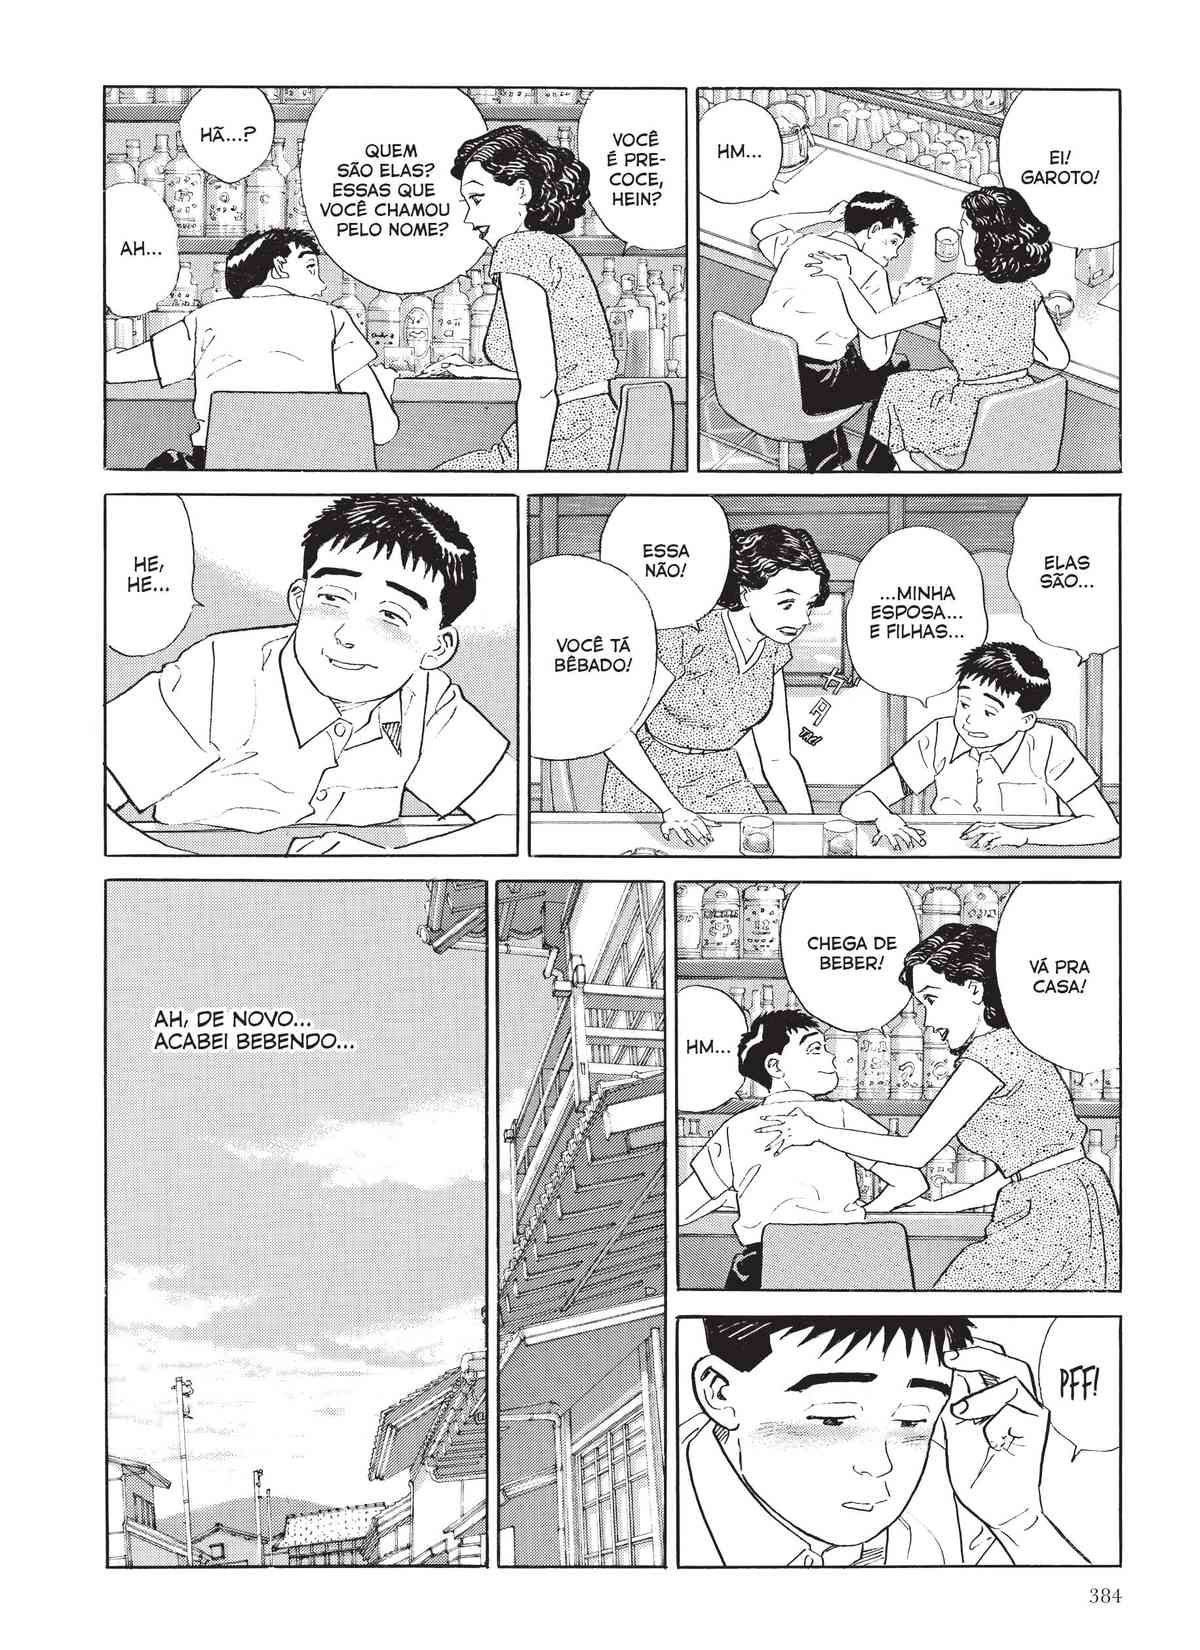 EI!
GAROTO!
HM...
VOCÊ
É PRE-
COCE,
HEIN?
QUEM
SÃO ELAS?
ESSAS QUE
VOCÊ CHAMOU
PELO NOME?
HÃ...?
AH...
ELAS
SÃO...
...MINHA
ESPOSA...
E FILHAS...
ESSA
NÃO!
VOCÊ TÁ
BÊBADO!
HE,
HE...
VÁ PRA
CASA!
CHEGA DE
BEBER!
HM...
PFF!
AH, DE NOVO...
ACABEI BEBENDO...
384